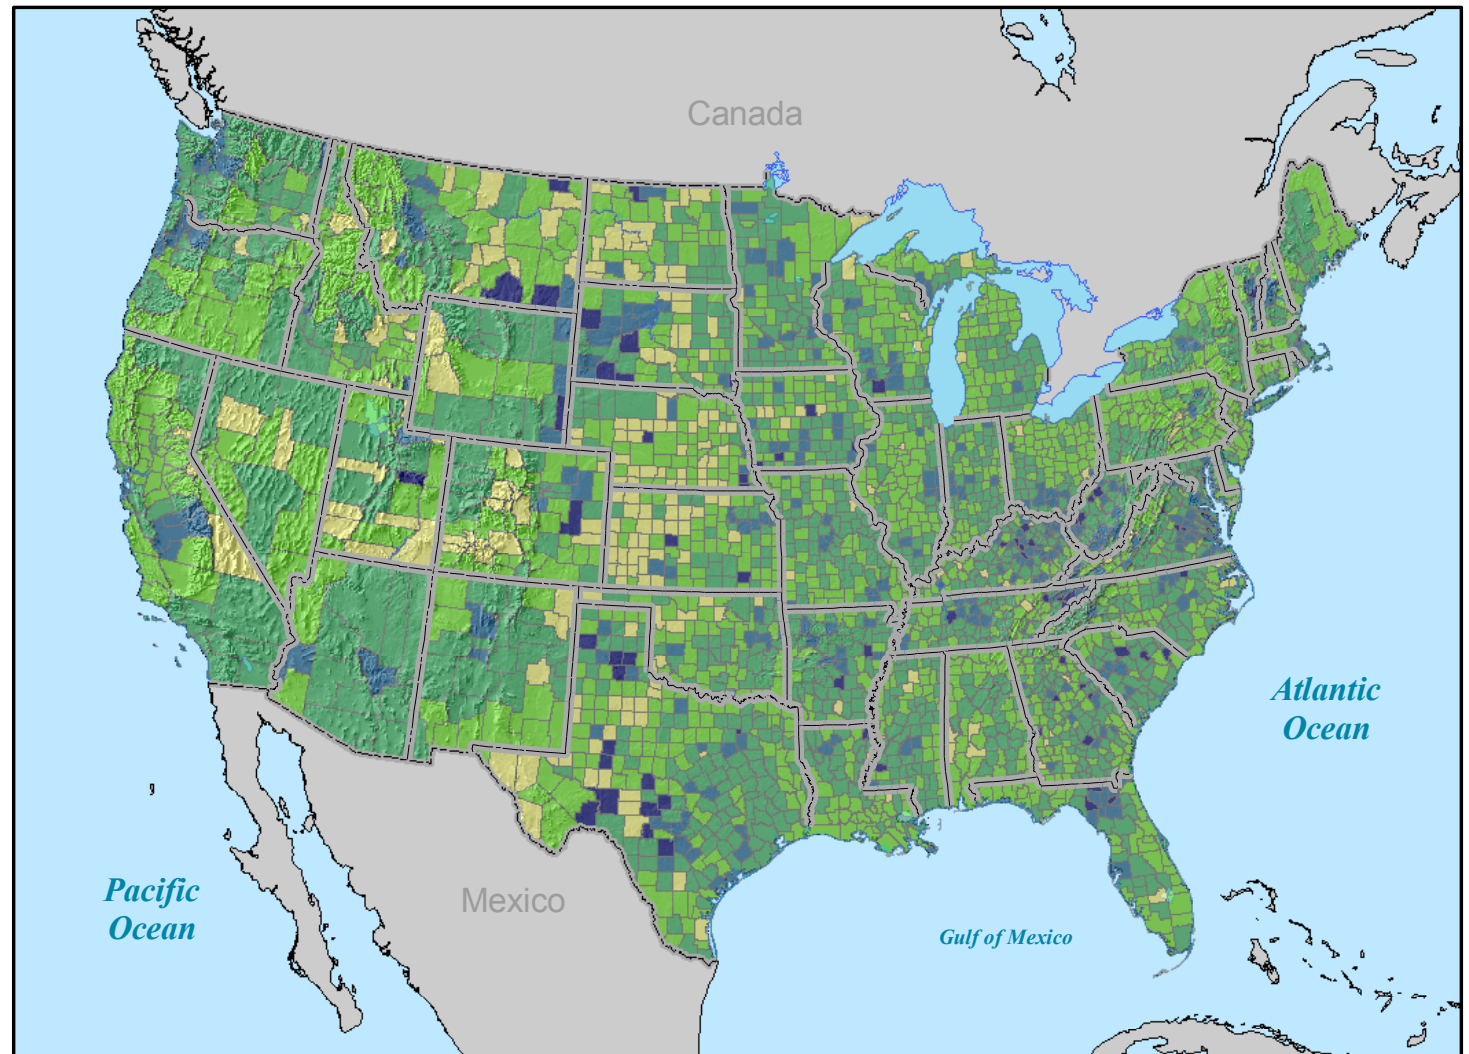 Canada
Atlantic
Ocean
Pacific
Ocean
Mexico
Gulf of Mexico